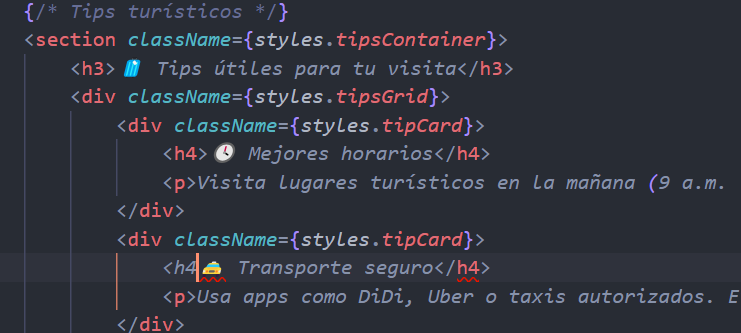 {/* Tips turísticos */}
<section className={styles.tipsContainer}>
<h3>🧳 Tips útiles para tu visita</h3>
<div className={styles.tipsGrid}>
<div className={styles.tipCard}>
<h4>🕓 Mejores horarios</h4>
<p>Visita lugares turísticos en la mañana (9 a.m.
</div>
<div className={styles.tipCard}>
<h4🚕 Transporte seguro</h4>
<p>Usa apps como DiDi, Uber o taxis autorizados. E
</div>